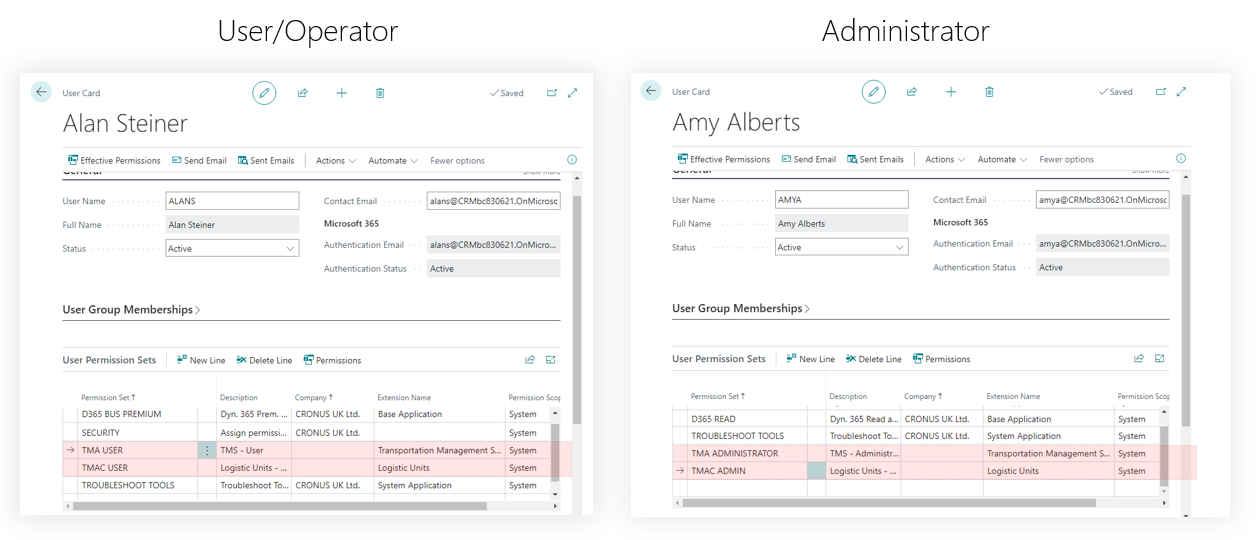 User/Operator
User Card
Saved
Alan Steiner
Effective Permissions Send Email Sent Emails Actions Automate Fewer options
General
Show more
User Name ALANS
Full Name Alan Steiner
Status Active
Contact Email alans@CRMbc830621.OnMicrosc
Microsoft 365
Authentication Email alans@CRMbc830621.OnMicro...
Authentication Status Active
User Group Memberships
User Permission Sets New Line Delete Line Permissions
Permission Set ↑ Description Company ↑ Extension Name Permission Scop
D365 BUS PREMIUM Dyn. 365 Prem. ... CRONUS UK Ltd. Base Application System
SECURITY Assign permissi... CRONUS UK Ltd. System
→ TMA USER TMS - User Transportation Management S... System
TMAC USER Logistic Units - ... Logistic Units System
TROUBLESHOOT TOOLS Troubleshoot To... CRONUS UK Ltd. System Application System
Administrator
User Card
Saved
Amy Alberts
Effective Permissions Send Email Sent Emails Actions Automate Fewer options
General
Show more
User Name AMYA
Full Name Amy Alberts
Status Active
Contact Email amya@CRMbc830621.OnMicrosc
Microsoft 365
Authentication Email amya@CRMbc830621.OnMicro...
Authentication Status Active
User Group Memberships
User Permission Sets New Line Delete Line Permissions
Permission Set ↑ Description Company ↑ Extension Name Permission Scop
D365 READ Dyn. 365 Read a... CRONUS UK Ltd. Base Application System
TROUBLESHOOT TOOLS Troubleshoot To... CRONUS UK Ltd. System Application System
TMA ADMINISTRATOR TMS - Administr... Transportation Management S... System
→ TMAC ADMIN Logistic Units - ... Logistic Units System